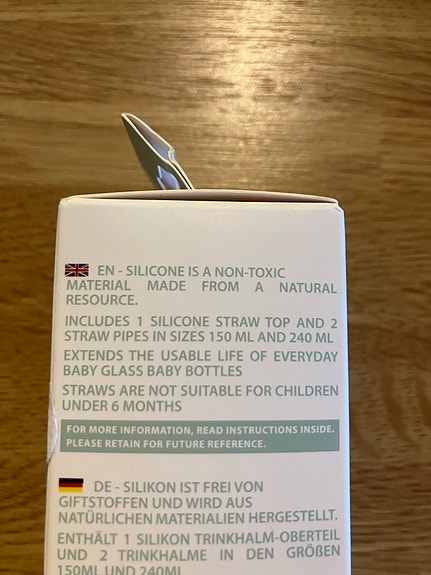 EN - SILICONE IS A NON-TOXIC
MATERIAL MADE FROM A NATURAL
RESOURCE.
INCLUDES 1 SILICONE STRAW TOP AND 2
STRAW PIPES IN SIZES 150 ML AND 240 ML
EXTENDS THE USABLE LIFE OF EVERYDAY
BABY GLASS BABY BOTTLES
STRAWS ARE NOT SUITABLE FOR CHILDREN
UNDER 6 MONTHS
FOR MORE INFORMATION, READ INSTRUCTIONS INSIDE.
PLEASE RETAIN FOR FUTURE REFERENCE.
DE - SILIKON IST FREI VON
GIFTSTOFFEN UND WIRD AUS
NATÜRLICHEN MATERIALIEN HERGESTELLT.
ENTHÄLT 1 SILIKON TRINKHALM-OBERTEIL
UND 2 TRINKHALME IN DEN GRÖßEN
150ML UND 240ML